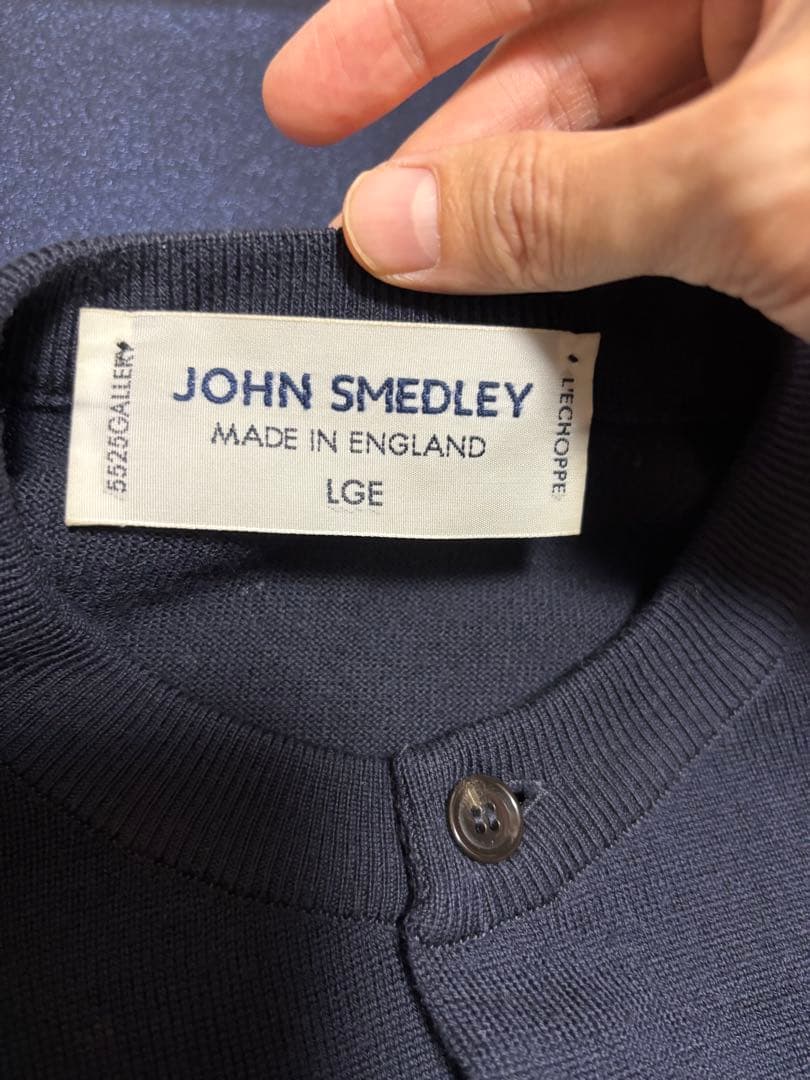 5525GALLERY
JOHN SMEDLEY
MADE IN ENGLAND
LGE
L'ECHOPPE